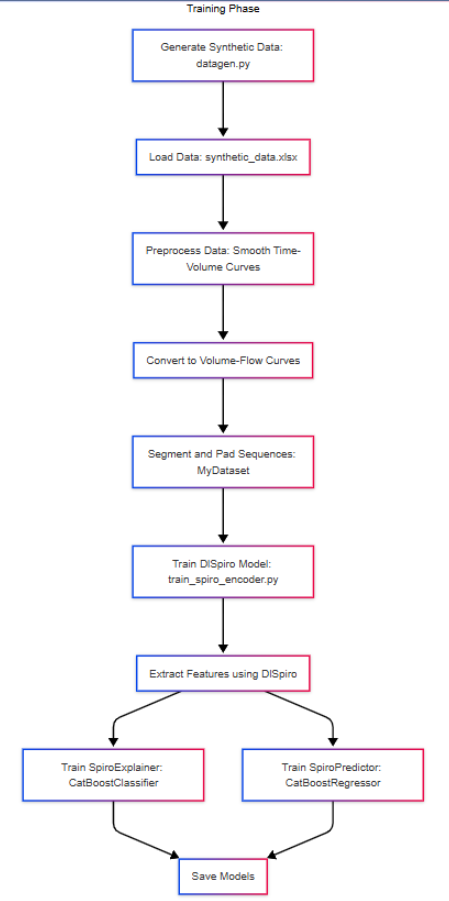 Training Phase
Generate Synthetic Data:
datagen.py
Load Data: synthetic_data.xlsx
Preprocess Data: Smooth Time-
Volume Curves
Convert to Volume-Flow Curves
Segment and Pad Sequences:
MyDataset
Train DlSpiro Model:
train_spiro_encoder.py
Extract Features using DlSpiro
Train SpiroExplainer:
CatBoostClassifier
Train SpiroPredictor:
CatBoostRegressor
Save Models